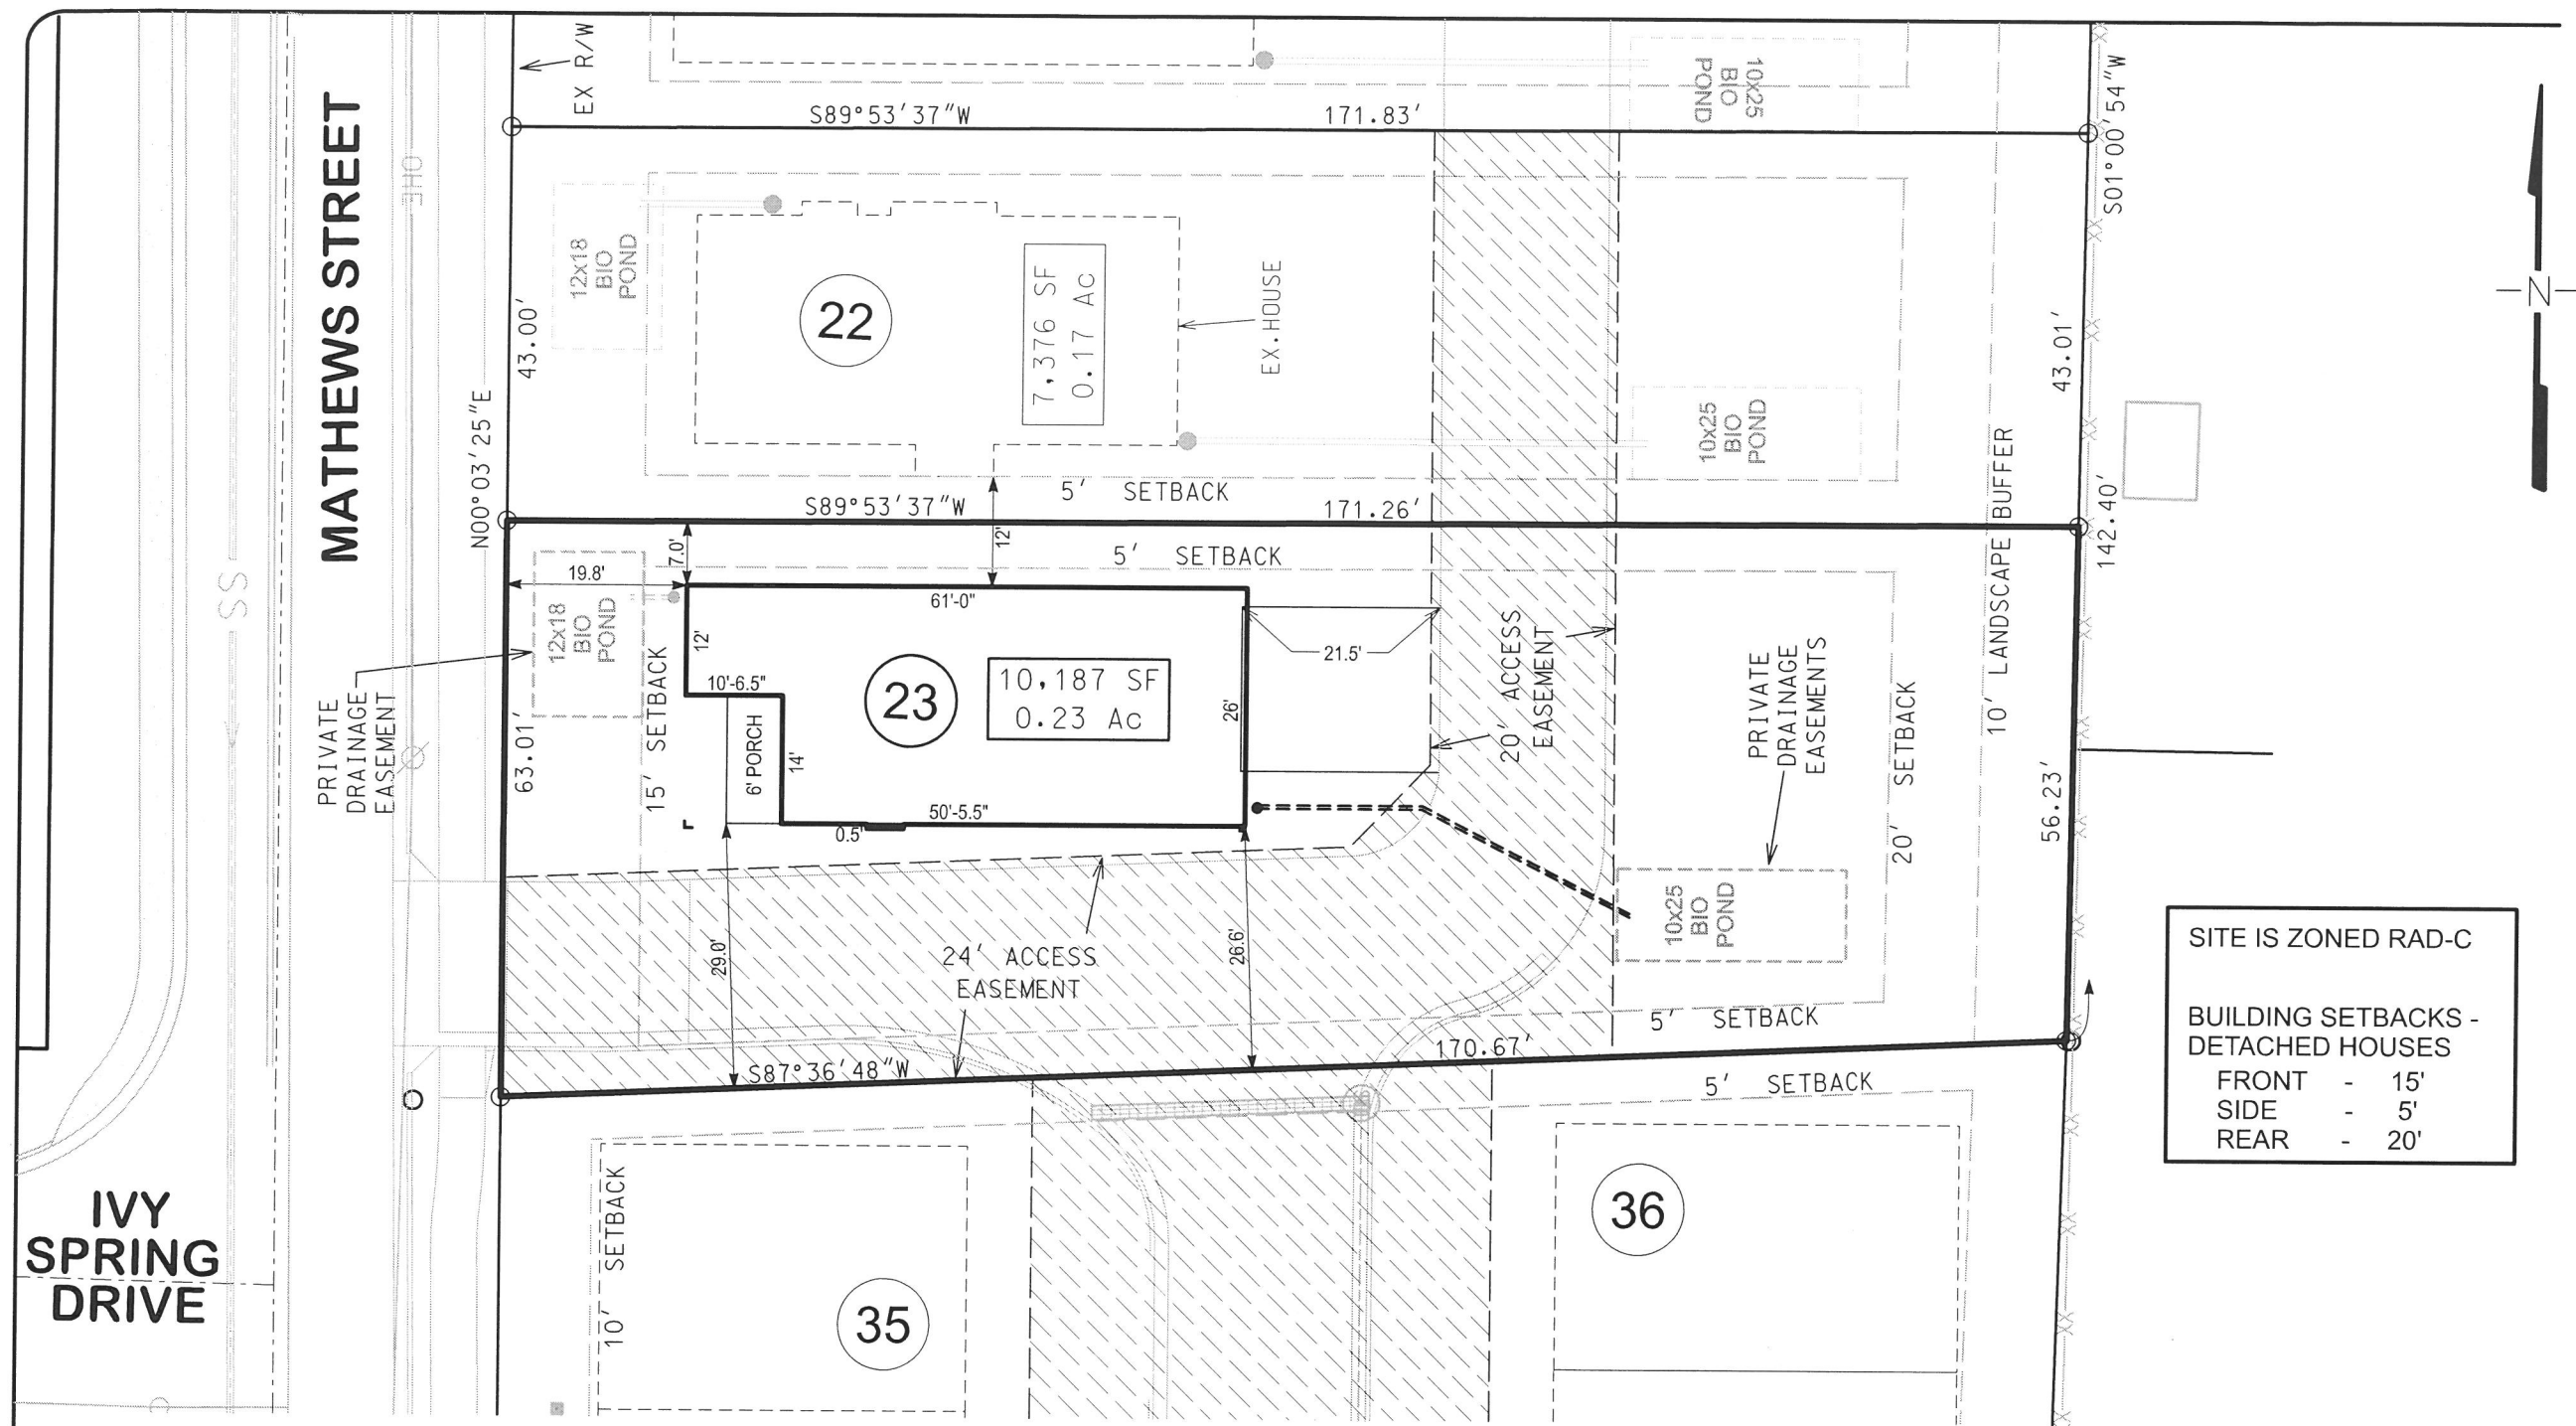 EX R/W
S89°53'37"W
171.83'
10x25
BIO
POND
S01°00'54"W
MATHEWS STREET
OHE
12x18
BIO
POND
43.00'
22
7,376 SF
0.17 Ac
EX.HOUSE
43.01'
N
N00°03'25"E
10x25
BIO
POND
5' SETBACK
S89°53'37"W
171.26'
10' LANDSCAPE BUFFER
142.40'
7.0'
12'
5' SETBACK
19.8'
61'-0"
SS
12x18
BIO
POND
12'
21.5'
20' ACCESS
EASEMENT
15' SETBACK
10'-6.5"
23
10,187 SF
0.23 Ac
26'
PRIVATE
DRAINAGE
EASEMENTS
20' SETBACK
PRIVATE
DRAINAGE
EASEMENT
63.01'
6' PORCH
14'
56.23'
0.5'
50'-5.5"
10x25
BIO
POND
29.0'
24' ACCESS
EASEMENT
26.6'
5' SETBACK
S87°36'48"W
170.67'
5' SETBACK
SITE IS ZONED RAD-C
BUILDING SETBACKS -
DETACHED HOUSES
FRONT - 15'
SIDE - 5'
REAR - 20'
IVY
SPRING
DRIVE
10' SETBACK
35
36